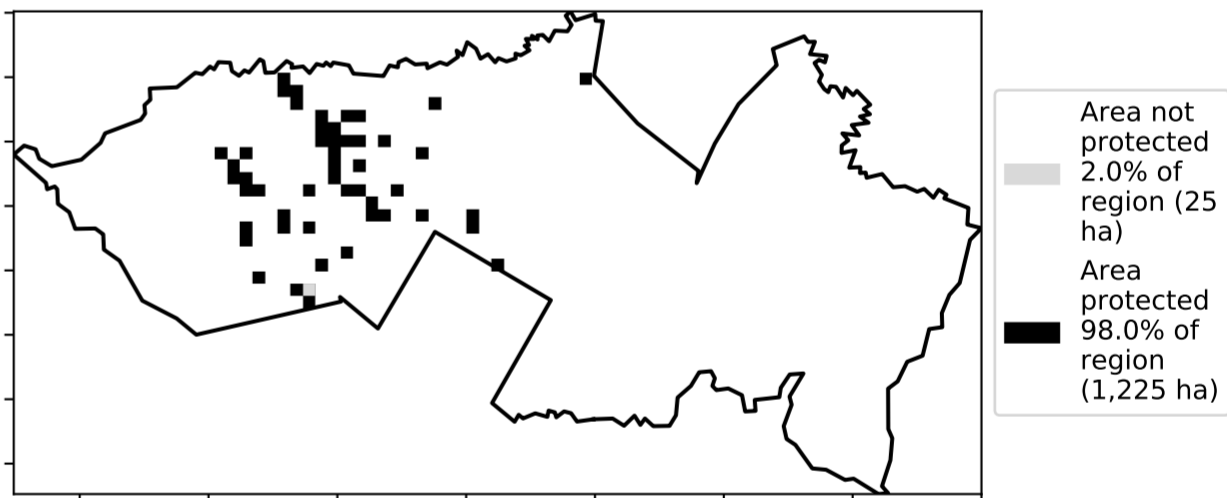 Area not
protected
2.0% of
region (25
ha)
Area
protected
98.0% of
region
(1,225 ha)